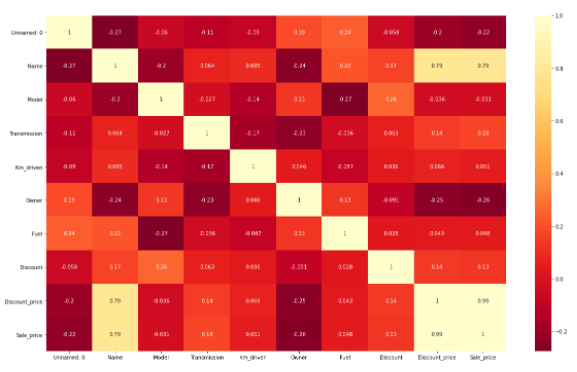 Unnamed: 0 1 -0.27 -0.06 -0.11 -0.09 0.19 0.24 -0.058 -0.2 -0.22
Name -0.27 1 -0.2 0.064 0.085 -0.24 0.22 0.17 0.79 0.79
Model -0.06 -0.2 1 -0.027 -0.14 0.13 -0.27 0.26 -0.036 -0.031
Transmission -0.11 0.064 -0.027 1 -0.17 -0.23 -0.036 0.063 0.14 0.18
Km_driven -0.09 -0.14 -0.17 1 0.046 -0.087 0.066 0.051
Owner 0.19 -0.24 0.13 -0.23 0.046 1 0.13 -0.091 -0.25 -0.26
Fuel 0.24 0.22 -0.27 -0.036 -0.087 0.13 1 0.028 0.043 0.048
Discount -0.058 0.17 0.26 0.063 -0.091 0.028 1 0.14 0.13
Discount_price -0.2 0.79 -0.036 0.14 0.066 -0.25 0.043 0.14 1 0.99
Sale_price -0.22 0.79 -0.031 0.18 0.051 -0.26 0.048 0.13 0.99 1
Unnamed: 0 Name Model Transmission Km_driven Owner Fuel Discount Discount_price Sale_price
1.0
0.8
0.6
0.4
0.2
0.0
-0.2